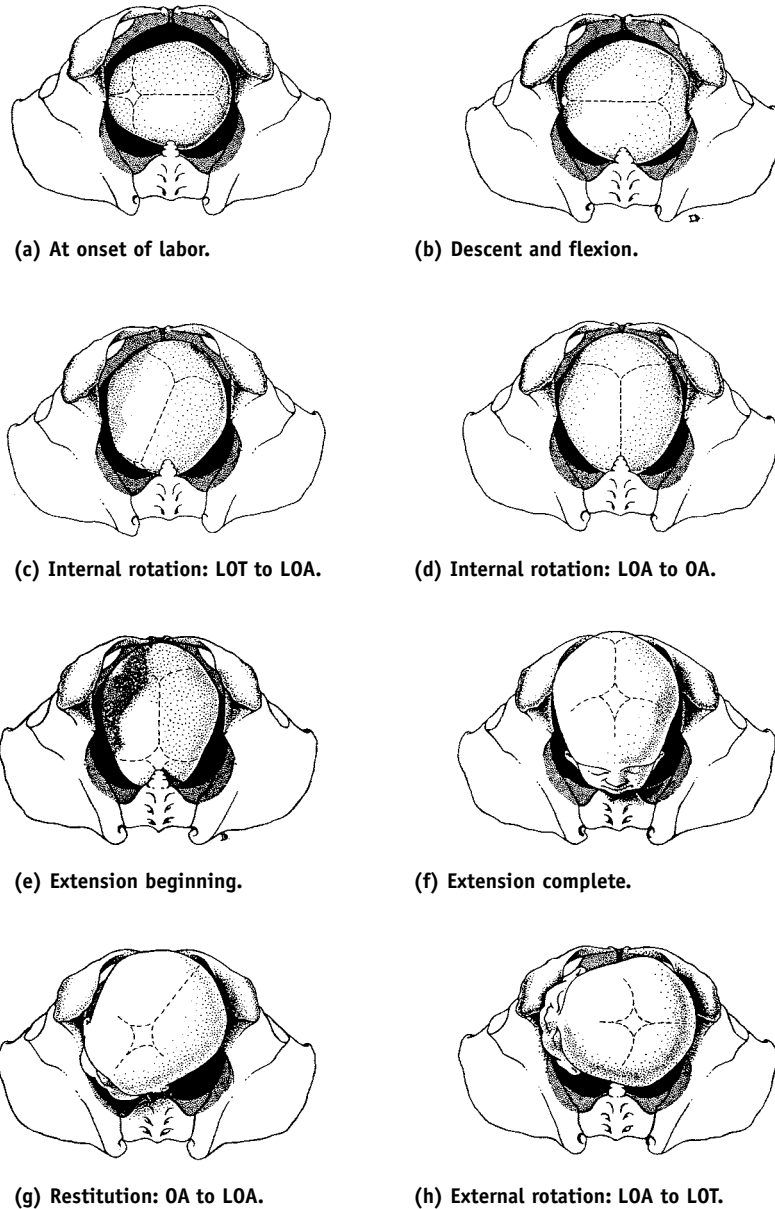 (a) At onset of labor.
(b) Descent and flexion.
(c) Internal rotation: LOT to LOA.
(d) Internal rotation: LOA to OA.
(e) Extension beginning.
(f) Extension complete.
(g) Restitution: OA to LOA.
(h) External rotation: LOA to LOT.